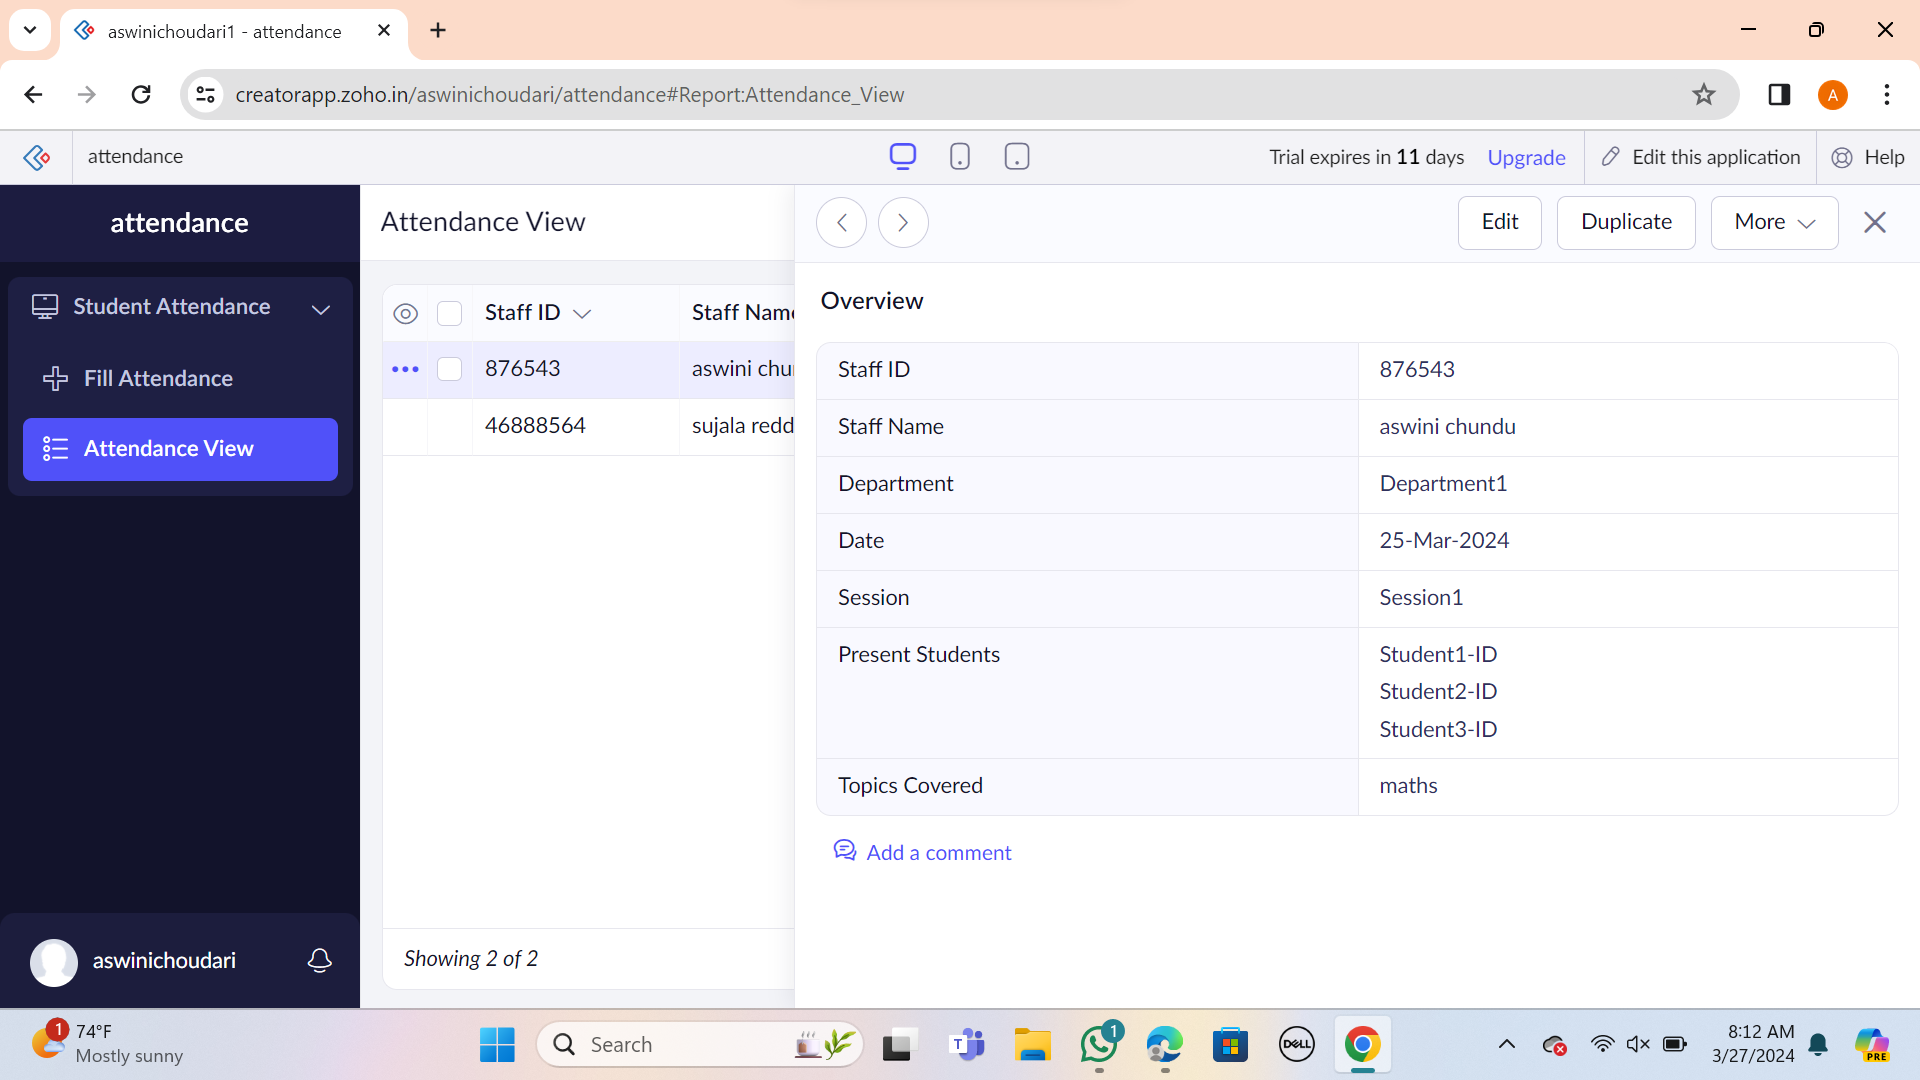 aswinichoudari1 - attendance
creatorapp.zoho.in/aswinichoudari/attendance#Report:Attendance_View
A
attendance
Trial expires in 11 days
Upgrade
Edit this application
Help
attendance
Student Attendance
Fill Attendance
Attendance View
aswinichoudari
Attendance View
Staff ID
Staff Name
876543
aswini chu
46888564
sujala redd
Showing 2 of 2
Edit
Duplicate
More
Overview
Staff ID
876543
Staff Name
aswini chundu
Department
Department1
Date
25-Mar-2024
Session
Session1
Present Students
Student1-ID
Student2-ID
Student3-ID
Topics Covered
maths
Add a comment
1
74°F
Mostly sunny
Search
T
1
DELL
8:12 AM
3/27/2024
PRE